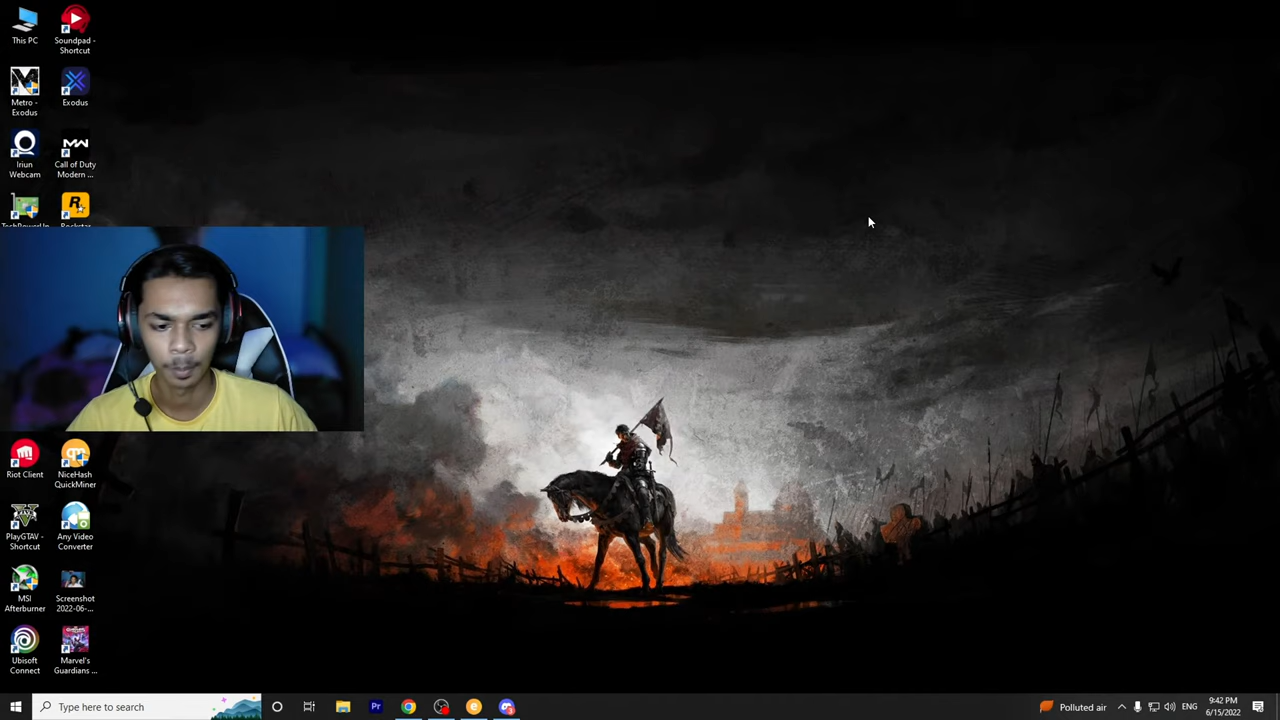 This PC
Soundpad -
Shortcut
Metro -
Exodus
Exodus
Iriun
Webcam
Call of Duty
Modern ...
Riot Client
NiceHash
QuickMiner
PlayGTAV -
Shortcut
Any Video
Converter
MSI
Afterburner
Screenshot
2022-06-...
Ubisoft
Connect
Marvel's
Guardians ...
Type here to search
Pr
Polluted air
ENG
9:42 PM
6/15/2022